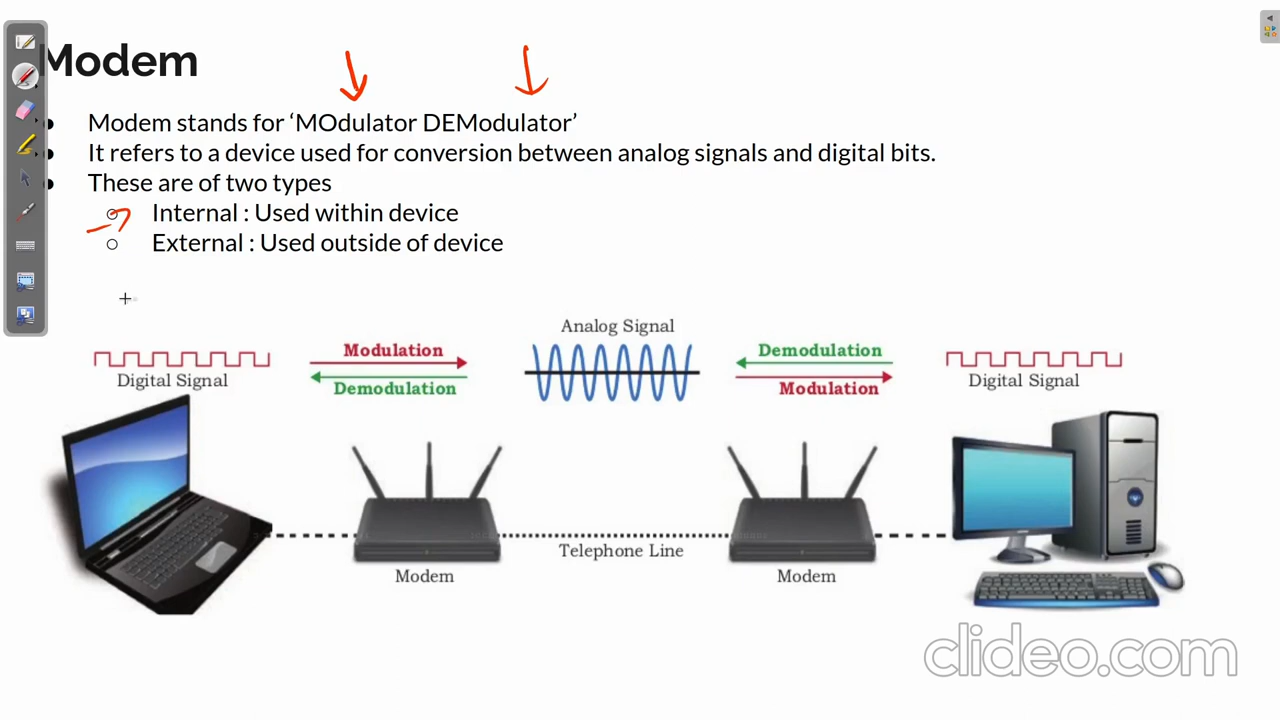 Modem
Modem stands for ‘MOdulator DEModulator’
It refers to a device used for conversion between analog signals and digital bits.
These are of two types
Internal : Used within device
External : Used outside of device
Analog Signal
Modulation
Demodulation
Demodulation
Modulation
Digital Signal
Digital Signal
Telephone Line
Modem
Modem
clideo.com